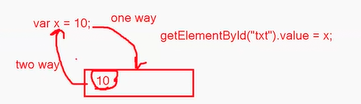 one way
var x = 10;
getElementById("txt").value = x;
two way
10